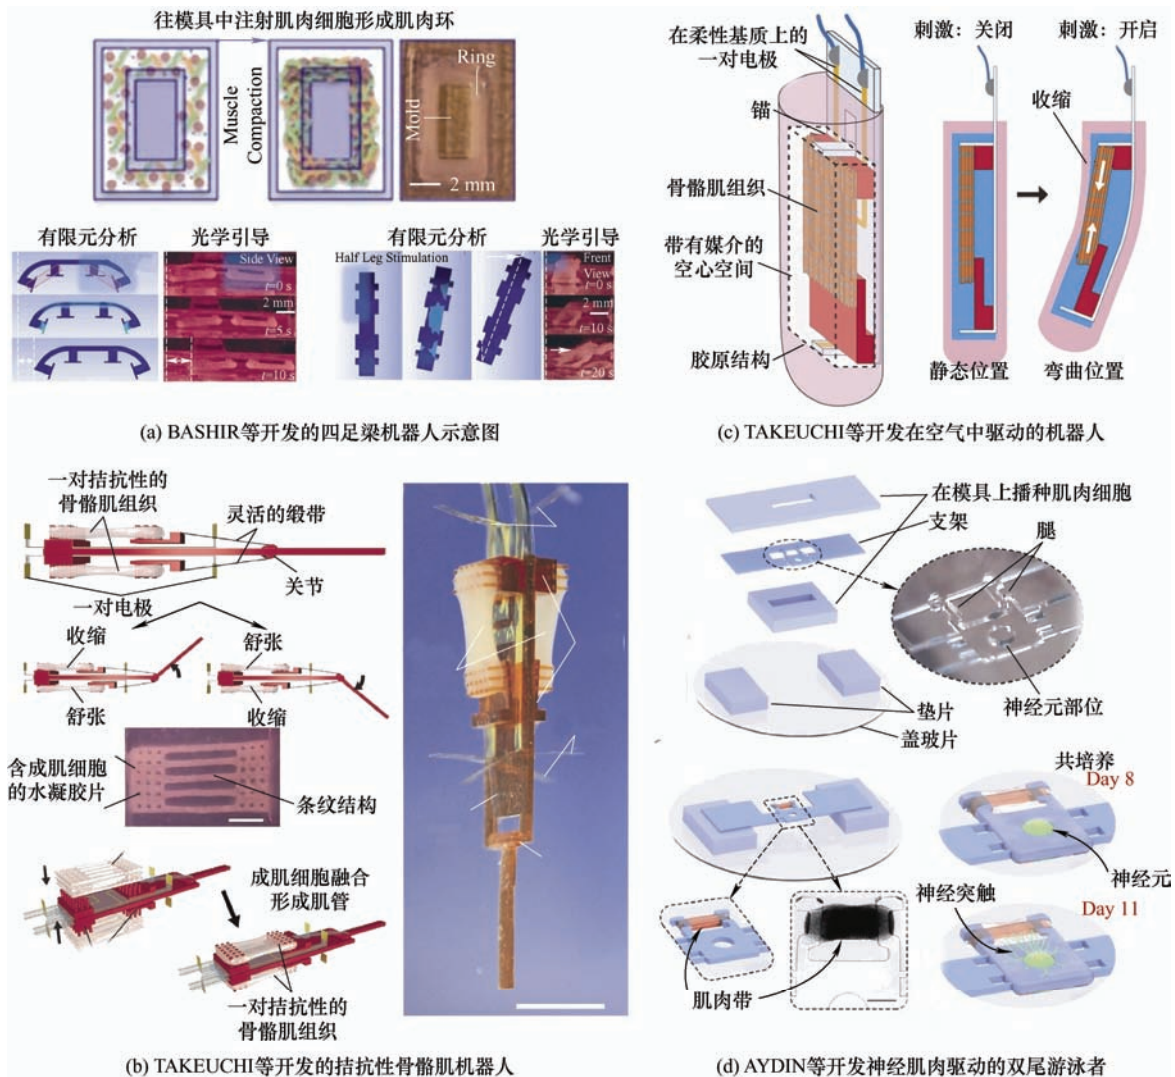 往模具中注射肌肉细胞形成肌肉环
Muscle
Compaction
Mold
Ring
2 mm
有限元分析
光学引导
Side View
t=0 s
2 mm
t=5 s
t=10 s
有限元分析
光学引导
Half Leg Stimulation
View
t=0 s
2 mm
t=10 s
t=20 s
(a) BASHIR等开发的四足梁机器人示意图
在柔性基质上的
一对电极
锚
骨骼肌组织
带有媒介的
空心空间
胶原结构
刺激：关闭
刺激：开启
收缩
静态位置
弯曲位置
(c) TAKEUCHI等开发在空气中驱动的机器人
一对拮抗性的
骨骼肌组织
灵活的缎带
关节
一对电极
收缩
舒张
舒张
收缩
含成肌细胞
的水凝胶片
条纹结构
成肌细胞融合
形成肌管
一对拮抗性的
骨骼肌组织
(b) TAKEUCHI等开发的拮抗性骨骼肌机器人
在模具上播种肌肉细胞
支架
腿
神经元部位
垫片
盖玻片
共培养
Day 8
神经元
神经突触
Day 11
肌肉带
(d) AYDIN等开发神经肌肉驱动的双尾游泳者